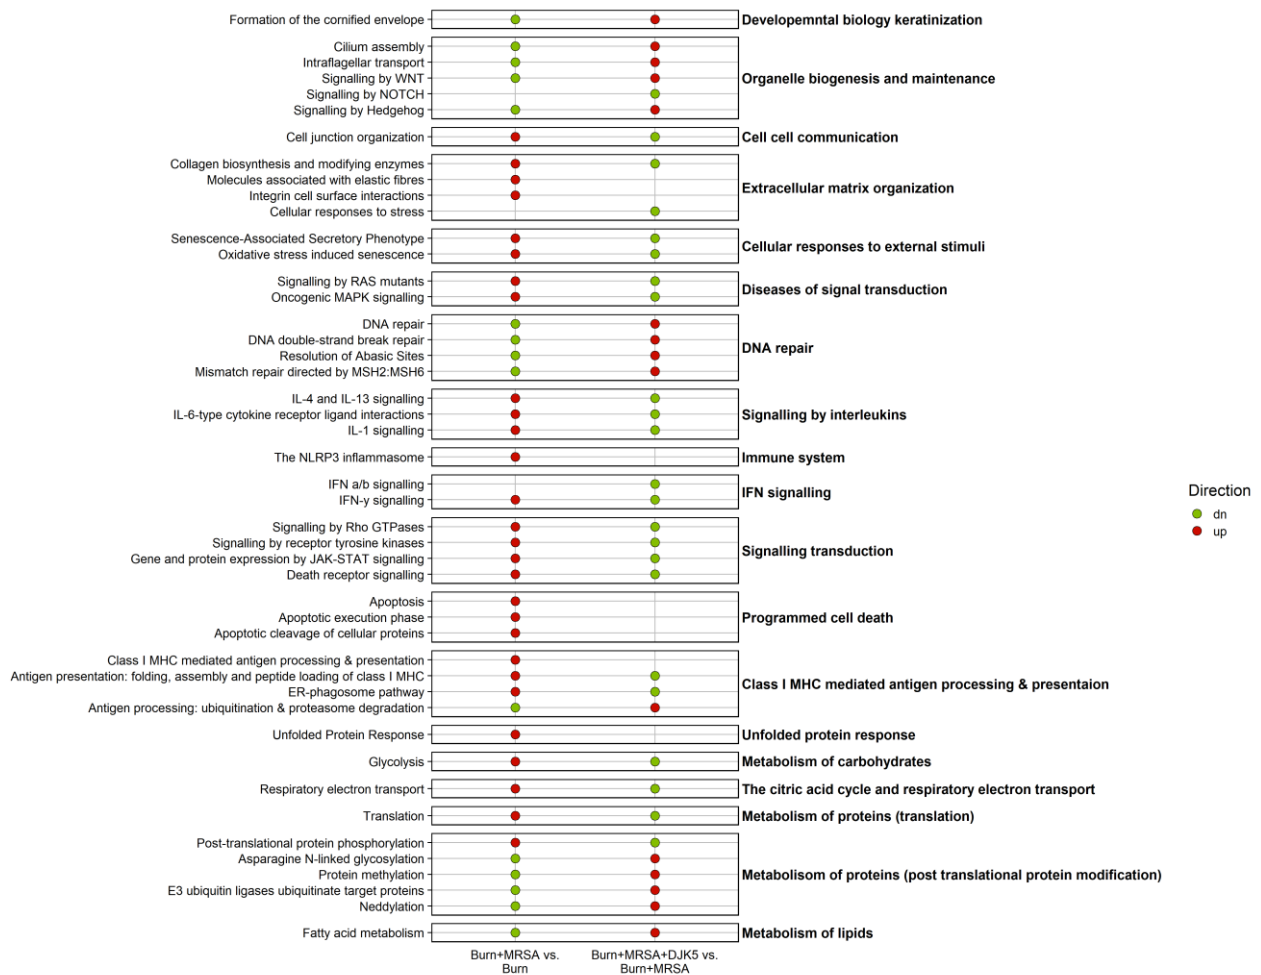 Formation of the cornified envelope
Developemntal biology keratinization
Cilium assembly
Intraflagellar transport
Signalling by WNT
Signalling by NOTCH
Signalling by Hedgehog
Organelle biogenesis and maintenance
Cell junction organization
Cell cell communication
Collagen biosynthesis and modifying enzymes
Molecules associated with elastic fibres
Integrin cell surface interactions
Cellular responses to stress
Extracellular matrix organization
Senescence-Associated Secretory Phenotype
Oxidative stress induced senescence
Cellular responses to external stimuli
Signalling by RAS mutants
Oncogenic MAPK signalling
Diseases of signal transduction
DNA repair
DNA double-strand break repair
Resolution of Abasic Sites
Mismatch repair directed by MSH2:MSH6
DNA repair
IL-4 and IL-13 signalling
IL-6-type cytokine receptor ligand interactions
IL-1 signalling
Signalling by interleukins
The NLRP3 inflammasome
Immune system
IFN a/b signalling
IFN-y signalling
IFN signalling
Signalling by Rho GTPases
Signalling by receptor tyrosine kinases
Gene and protein expression by JAK-STAT signalling
Death receptor signalling
Signalling transduction
Apoptosis
Apoptotic execution phase
Apoptotic cleavage of cellular proteins
Programmed cell death
Class I MHC mediated antigen processing & presentation
Antigen presentation: folding, assembly and peptide loading of class I MHC
ER-phagosome pathway
Antigen processing: ubiquitination & proteasome degradation
Class I MHC mediated antigen processing & presentaion
Unfolded Protein Response
Unfolded protein response
Glycolysis
Metabolism of carbohydrates
Respiratory electron transport
The citric acid cycle and respiratory electron transport
Translation
Metabolism of proteins (translation)
Post-translational protein phosphorylation
Asparagine N-linked glycosylation
Protein methylation
E3 ubiquitin ligases ubiquitinate target proteins
Neddylation
Metabolisom of proteins (post translational protein modification)
Fatty acid metabolism
Metabolism of lipids
Burn+MRSA vs.
Burn
Burn+MRSA+DJK5 vs.
Burn+MRSA
Direction
dn
up